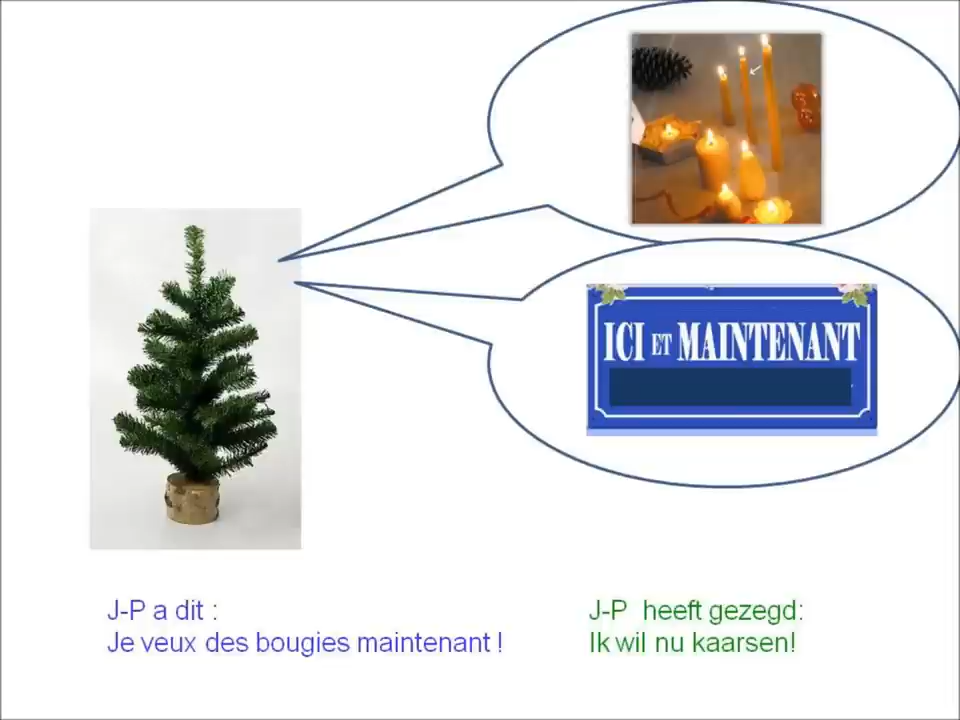 ICI ET MAINTENANT
J-P a dit :
Je veux des bougies maintenant !
J-P heeft gezegd:
Ik wil nu kaarsen!